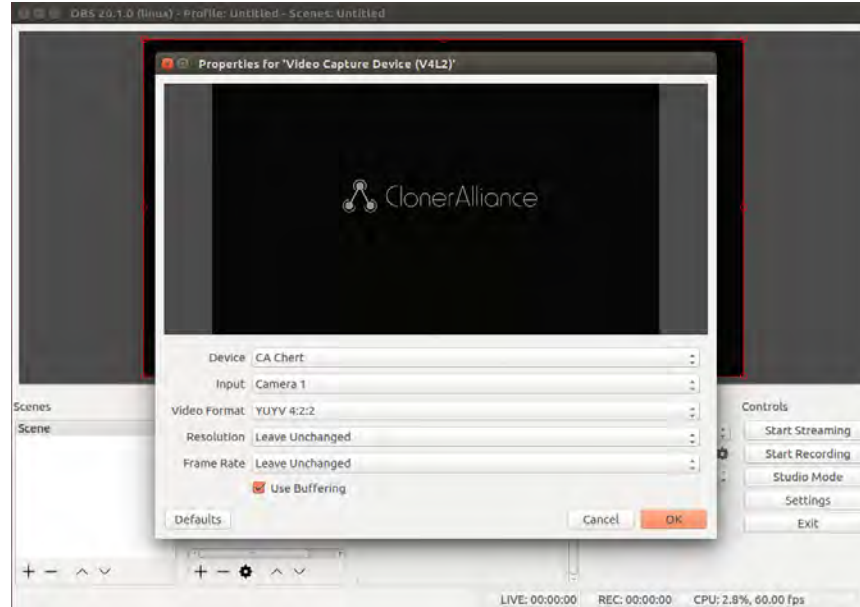 OBS 20.1.0 (linux) - Profile: Untitled - Scenes: Untitled
Properties for 'Video Capture Device (V4L2)'
ClonerAlliance
Device CA Chert
Input Camera 1
Video Format YUYV 4:2:2
Resolution Leave Unchanged
Frame Rate Leave Unchanged
Use Buffering
Defaults Cancel OK
Scenes
Scene
Controls
Start Streaming
Start Recording
Studio Mode
Settings
Exit
LIVE: 00:00:00 REC: 00:00:00 CPU: 2.8%, 60.00 fps